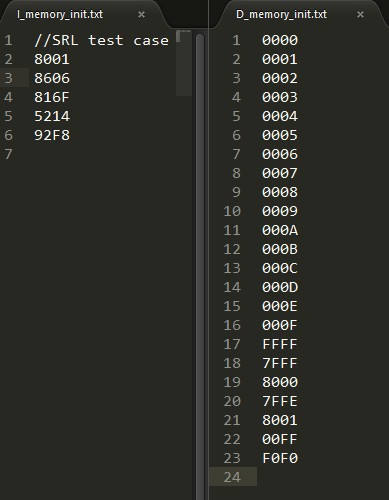 I_memory_init.txt ×
1 //SRL test case
2 8001
3 8606
4 816F
5 5214
6 92F8
7
D_memory_init.txt ×
1 0000
2 0001
3 0002
4 0003
5 0004
6 0005
7 0006
8 0007
9 0008
10 0009
11 000A
12 000B
13 000C
14 000D
15 000E
16 000F
17 FFFF
18 7FFF
19 8000
20 7FFE
21 8001
22 00FF
23 F0F0
24